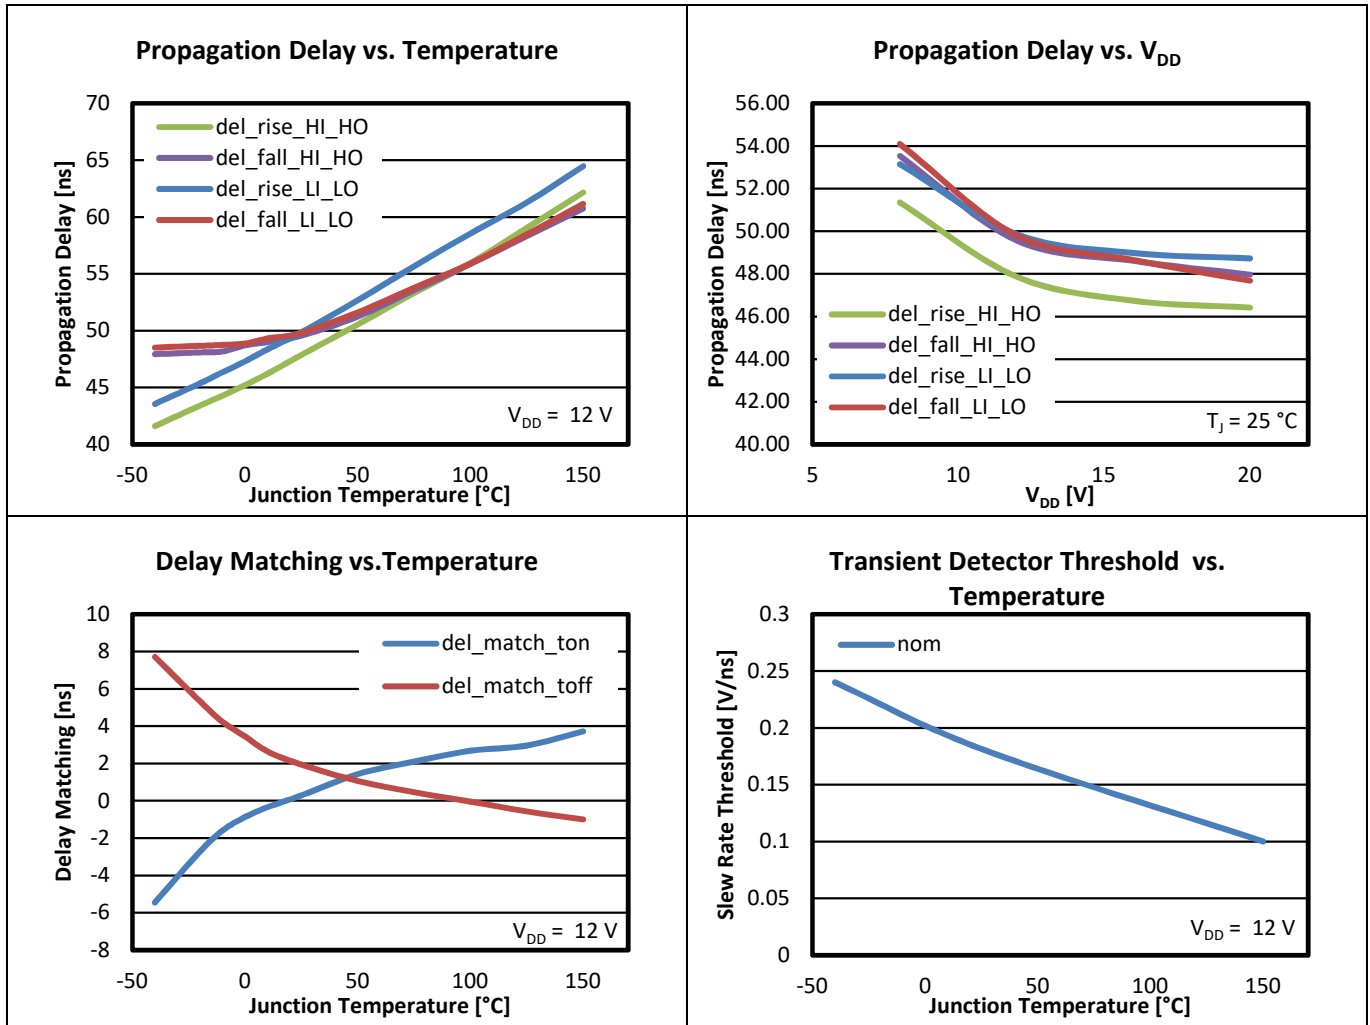 Propagation Delay vs. Temperature
Propagation Delay [ns]
70
65
60
55
50
45
40
del_rise_HI_HO
del_fall_HI_HO
del_rise_LI_LO
del_fall_LI_LO
V_DD = 12 V
-50 0 50 100 150
Junction Temperature [°C]
Propagation Delay vs. V_DD
Propagation Delay [ns]
56.00
54.00
52.00
50.00
48.00
46.00
44.00
42.00
40.00
del_rise_HI_HO
del_fall_HI_HO
del_rise_LI_LO
del_fall_LI_LO
T_J = 25 °C
5 10 15 20
V_DD [V]
Delay Matching vs.Temperature
Delay Matching [ns]
10
8
6
4
2
0
-2
-4
-6
-8
del_match_ton
del_match_toff
V_DD = 12 V
-50 0 50 100 150
Junction Temperature [°C]
Transient Detector Threshold vs.
Temperature
Slew Rate Threshold [V/ns]
0.3
0.25
0.2
0.15
0.1
0.05
0
nom
V_DD = 12 V
-50 0 50 100 150
Junction Temperature [°C]